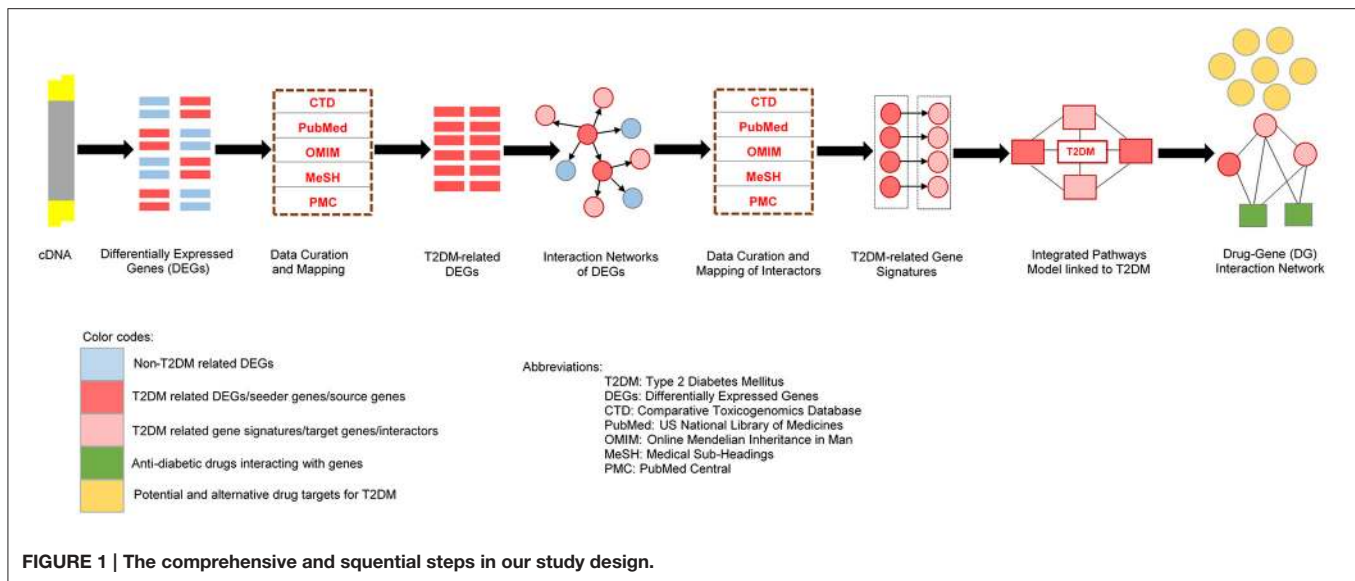 CTD
PubMed
OMIM
MeSH
PMC
CTD
PubMed
OMIM
MeSH
PMC
T2DM
cDNA
Differentially Expressed
Genes (DEGs)
Data Curation
and Mapping
T2DM-related
DEGs
Interaction Networks
of DEGs
Data Curation and
Mapping of Interactors
T2DM-related Gene
Signatures
Integrated Pathways
Model linked to T2DM
Drug-Gene (DG)
Interaction Network
Color codes:
Non-T2DM related DEGs
T2DM related DEGs/seeder genes/source genes
T2DM related gene signatures/target genes/interactors
Anti-diabetic drugs interacting with genes
Potential and alternative drug targets for T2DM
Abbreviations:
T2DM: Type 2 Diabetes Mellitus
DEGs: Differentially Expressed Genes
CTD: Comparative Toxicogenomics Database
PubMed: US National Library of Medicines
OMIM: Online Mendelian Inheritance in Man
MeSH: Medical Sub-Headings
PMC: PubMed Central
FIGURE 1 | The comprehensive and squential steps in our study design.